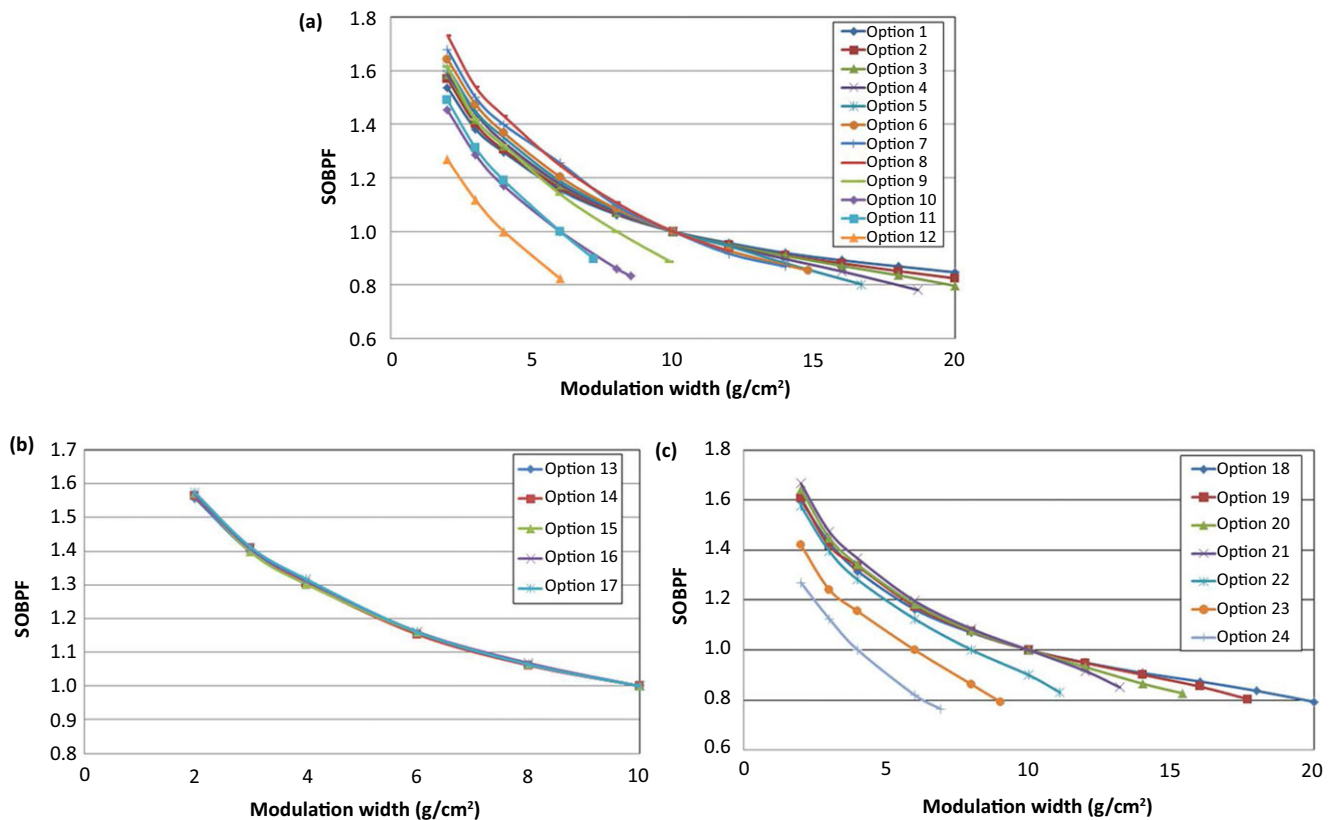 (a)
1.8
1.6
1.4
1.2
1.0
0.8
0.6
SOBPF
0
5
10
15
20
Modulation width (g/cm²)
Option 1
Option 2
Option 3
Option 4
Option 5
Option 6
Option 7
Option 8
Option 9
Option 10
Option 11
Option 12
(b)
1.7
1.6
1.5
1.4
1.3
1.2
1.1
1.0
0.9
0.8
SOBPF
0
2
4
6
8
10
Modulation width (g/cm²)
Option 13
Option 14
Option 15
Option 16
Option 17
(c)
1.8
1.6
1.4
1.2
1.0
0.8
0.6
SOBPF
0
5
10
15
20
Modulation width (g/cm²)
Option 18
Option 19
Option 20
Option 21
Option 22
Option 23
Option 24